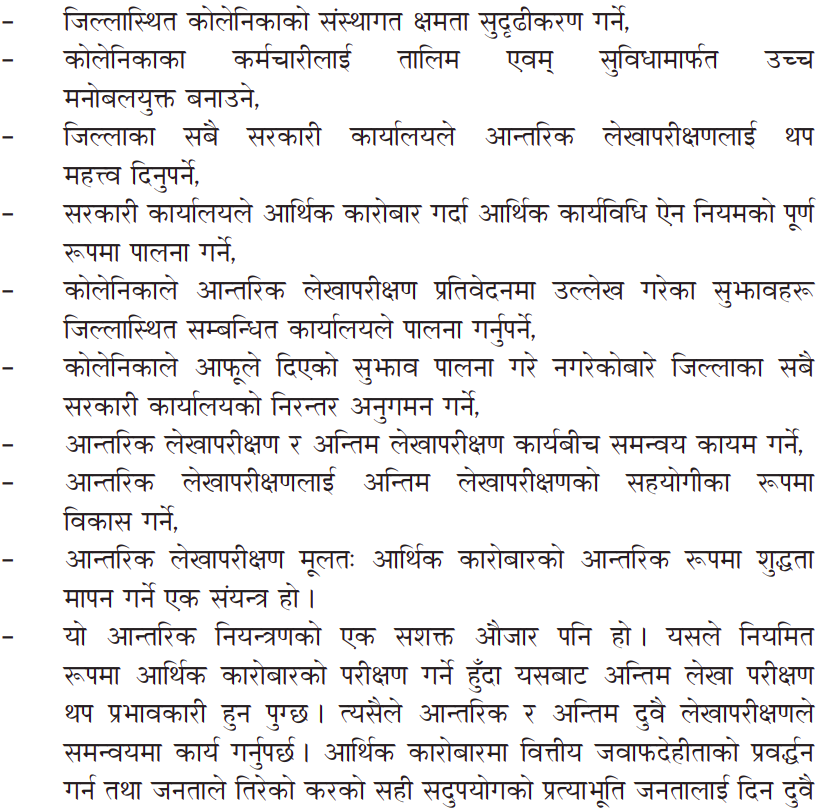 – जिल्लास्थित कोलेनिकाको संस्थागत क्षमता सुदृढीकरण गर्ने,
– कोलेनिकाका कर्मचारीलाई तालिम एवम् सुविधामार्फत उच्च
मनोबलयुक्त बनाउने,
– जिल्लाका सबै सरकारी कार्यालयले आन्तरिक लेखापरीक्षणलाई थप
महत्त्व दिनुपर्ने,
– सरकारी कार्यालयले आर्थिक कारोबार गर्दा आर्थिक कार्यविधि ऐन नियमको पूर्ण
रूपमा पालना गर्ने,
– कोलेनिकाले आन्तरिक लेखापरीक्षण प्रतिवेदनमा उल्लेख गरेका सुझावहरू
जिल्लास्थित सम्बन्धित कार्यालयले पालना गर्नुपर्ने,
– कोलेनिकाले आफूले दिएको सुझाव पालना गरे नगरेकोबारे जिल्लाका सबै
सरकारी कार्यालयको निरन्तर अनुगमन गर्ने,
– आन्तरिक लेखापरीक्षण र अन्तिम लेखापरीक्षण कार्यबीच समन्वय कायम गर्ने,
– आन्तरिक लेखापरीक्षणलाई अन्तिम लेखापरीक्षणको सहयोगीका रूपमा
विकास गर्ने,
– आन्तरिक लेखापरीक्षण मूलतः आर्थिक कारोबारको आन्तरिक रूपमा शुद्धता
मापन गर्ने एक संयन्त्र हो ।
– यो आन्तरिक नियन्त्रणको एक सशक्त औजार पनि हो । यसले नियमित
रूपमा आर्थिक कारोबारको परीक्षण गर्ने हुँदा यसबाट अन्तिम लेखा परीक्षण
थप प्रभावकारी हुन पुग्छ । त्यसैले आन्तरिक र अन्तिम दुवै लेखापरीक्षणले
समन्वयमा कार्य गर्नुपर्छ । आर्थिक कारोबारमा वित्तीय जवाफदेहीताको प्रवर्द्धन
गर्न तथा जनताले तिरेको करको सही सदुपयोगको प्रत्याभूति जनतालाई दिन दुवै